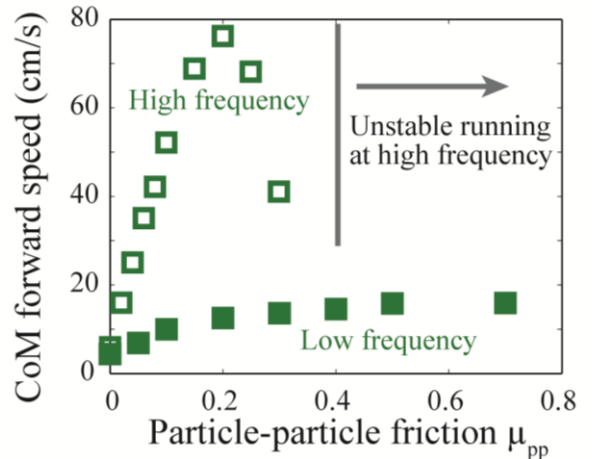 CoM forward speed (cm/s)
80
60
40
20
0
High frequency
Unstable running
at high frequency
Low frequency
0
0.2
0.4
0.6
0.8
Particle-particle friction μpp